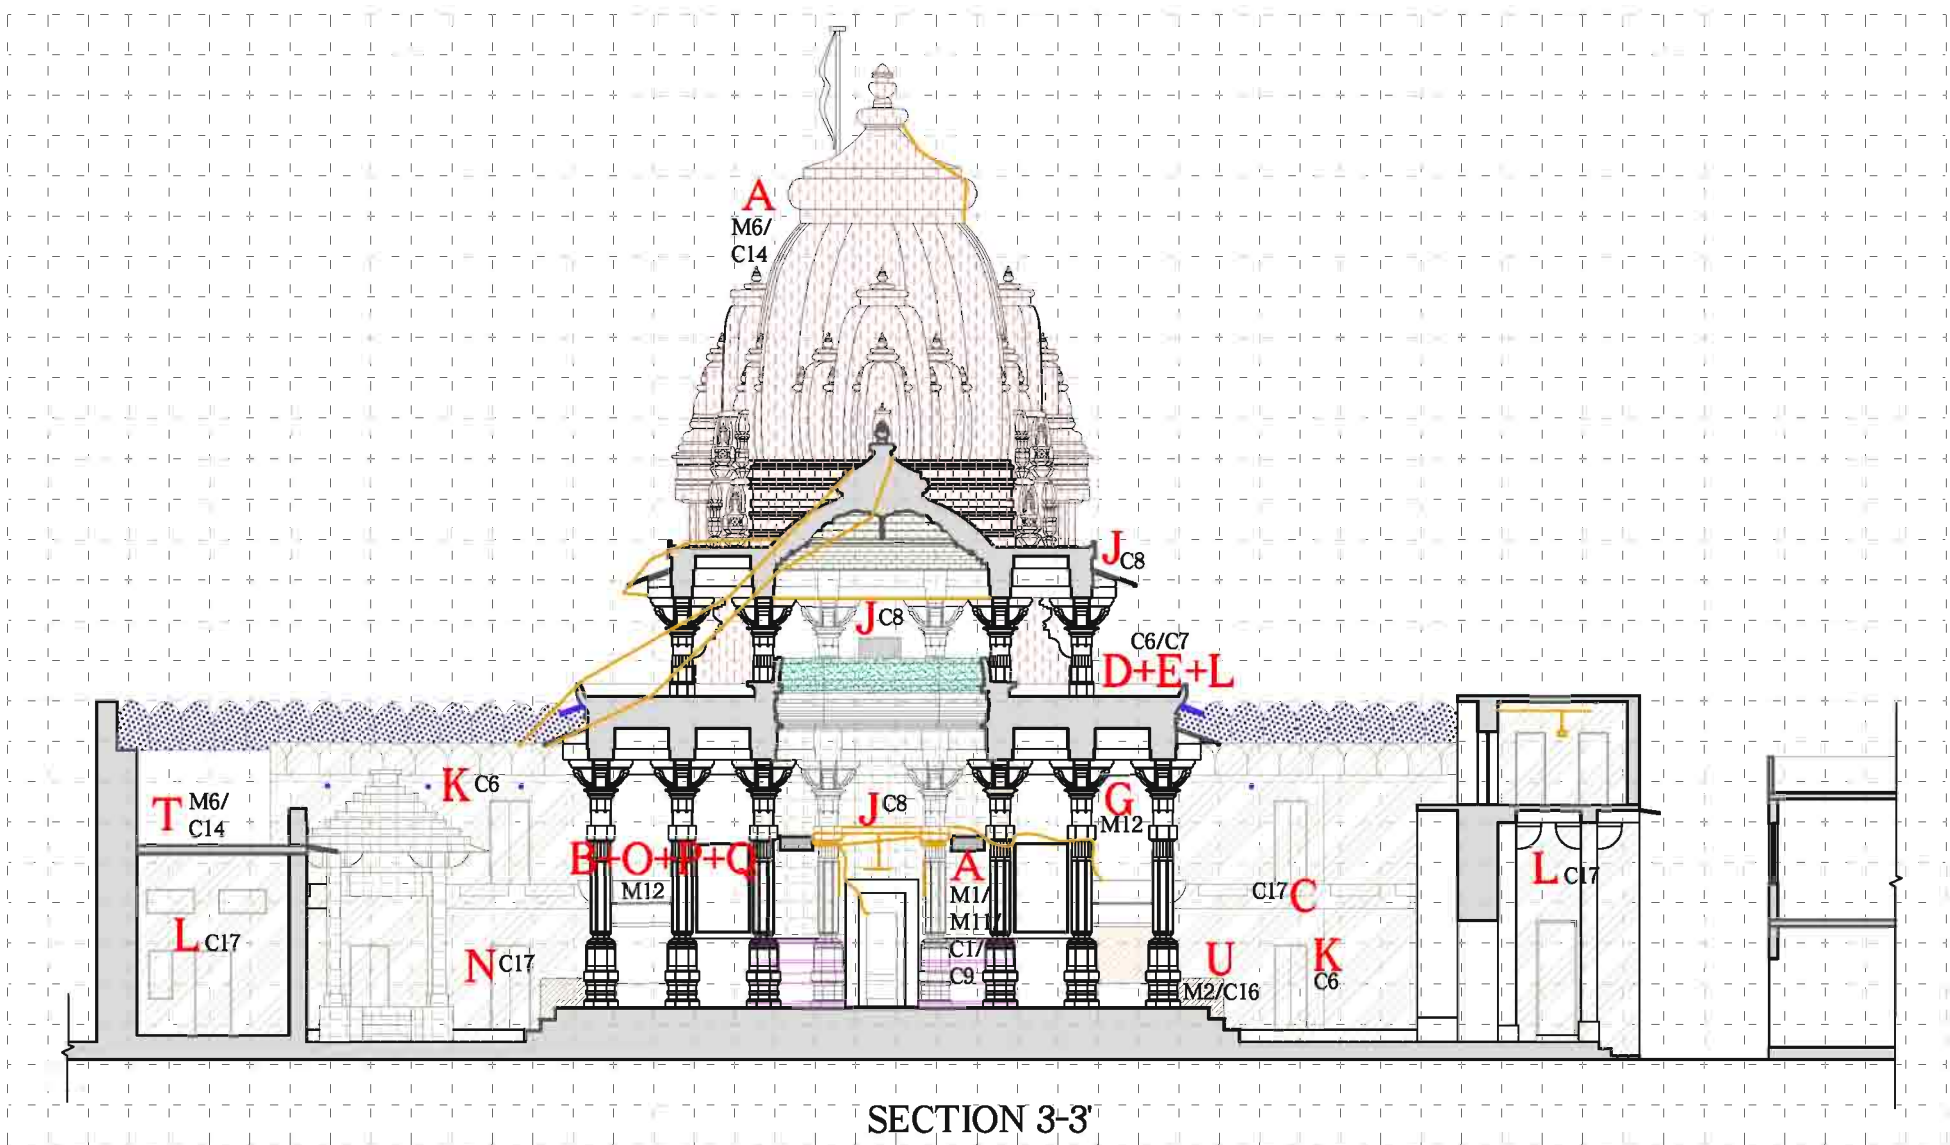 A
M6/
C14
J C8
J C8
C6/C7
D+E+L
K C6
T M6/
C14
J C8
G
M12
B+O+P+Q
M12
A
M1/
M11/
C1/
C9
C17 C
L C17
L C17
N C17
U
M2/C16
K
C6
SECTION 3-3'